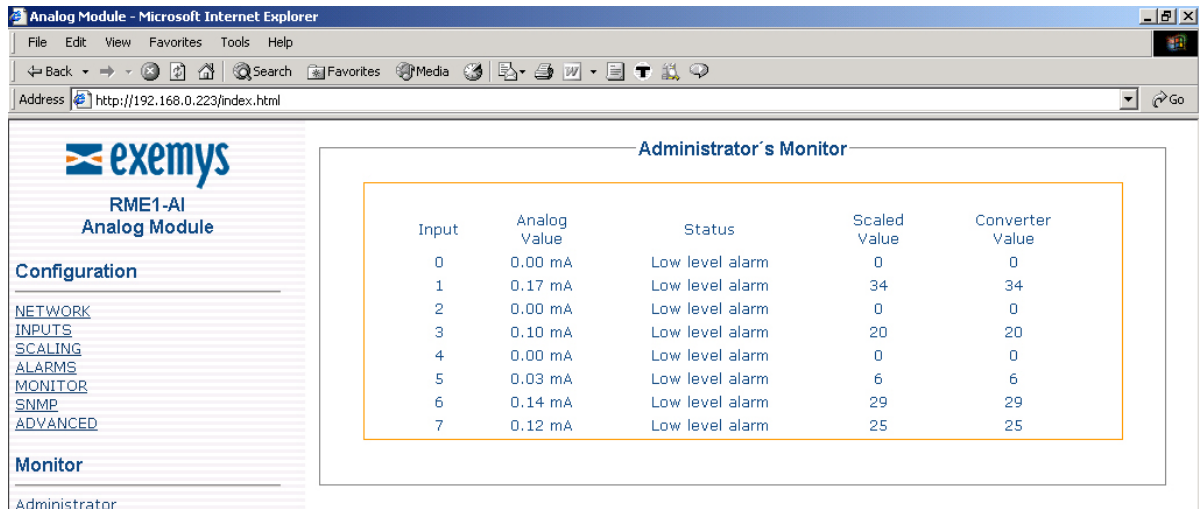 Analog Module - Microsoft Internet Explorer
File Edit View Favorites Tools Help
Back Search Favorites Media
Address http://192.168.0.223/index.html Go
exemys
RME1-AI
Analog Module
Configuration
NETWORK
INPUTS
SCALING
ALARMS
MONITOR
SNMP
ADVANCED
Monitor
Administrator
Administrator´s Monitor
Input Analog Value Status Scaled Value Converter Value
0 0.00 mA Low level alarm 0 0
1 0.17 mA Low level alarm 34 34
2 0.00 mA Low level alarm 0 0
3 0.10 mA Low level alarm 20 20
4 0.00 mA Low level alarm 0 0
5 0.03 mA Low level alarm 6 6
6 0.14 mA Low level alarm 29 29
7 0.12 mA Low level alarm 25 25